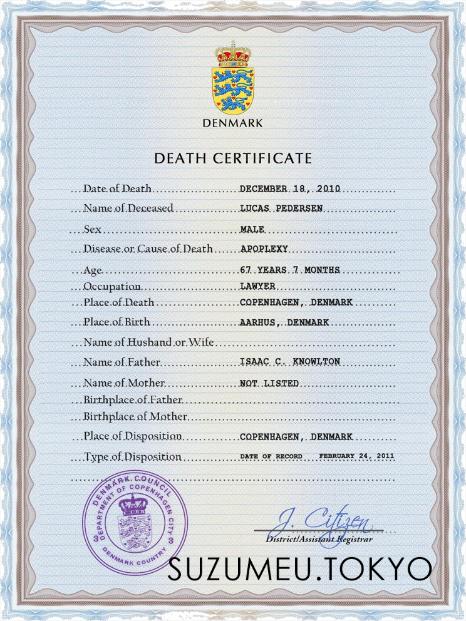 DENMARK
DEATH CERTIFICATE
Date of Death DECEMBER 18, 2010
Name of Deceased LUCAS PEDERSEN
Sex MALE
Disease or Cause of Death APOPLEXY
Age 67 YEARS 7 MONTHS
Occupation LAWYER
Place of Death COPENHAGEN, DENMARK
Place of Birth AARHUS, DENMARK
Name of Husband or Wife
Name of Father ISAAC C. KNOWLTON
Name of Mother NOT LISTED
Birthplace of Father
Birthplace of Mother
Place of Disposition COPENHAGEN, DENMARK
Type of Disposition DATE OF RECORD FEBRUARY 24, 2011
DENMARK COUNCIL
DEPARTMENT OF COPENHAGEN CITY
DENMARK COUNTRY
J. Citizen
District/Assistant Registrar
SUZUMEU.TOKYO